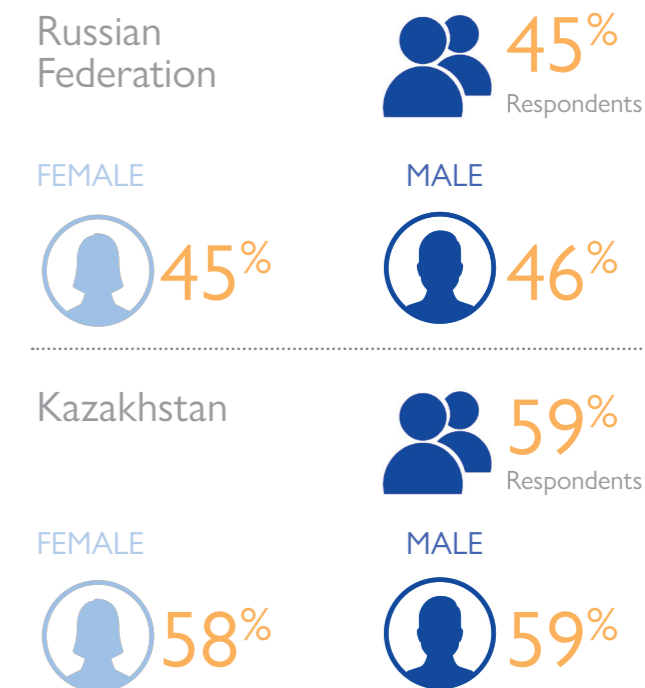 Russian
Federation
45%
Respondents
FEMALE
MALE
45%
46%
Kazakhstan
59%
Respondents
FEMALE
MALE
58%
59%